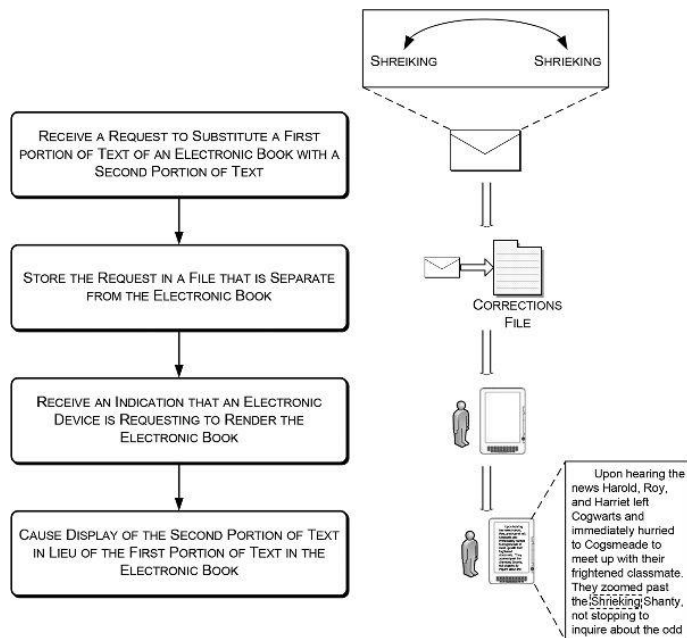 SHREIKING
SHRIEKING
RECEIVE A REQUEST TO SUBSTITUTE A FIRST
PORTION OF TEXT OF AN ELECTRONIC BOOK WITH A
SECOND PORTION OF TEXT
STORE THE REQUEST IN A FILE THAT IS SEPARATE
FROM THE ELECTRONIC BOOK
CORRECTIONS
FILE
RECEIVE AN INDICATION THAT AN ELECTRONIC
DEVICE IS REQUESTING TO RENDER THE
ELECTRONIC BOOK
CAUSE DISPLAY OF THE SECOND PORTION OF TEXT
IN LIEU OF THE FIRST PORTION OF TEXT IN THE
ELECTRONIC BOOK
Upon hearing the
news Harold, Roy,
and Harriet left
Cogwarts and
immediately hurried
to Cogsmeade to
meet up with their
frightened classmate.
They zoomed past
the Shrieking Shanty,
not stopping to
inquire about the odd